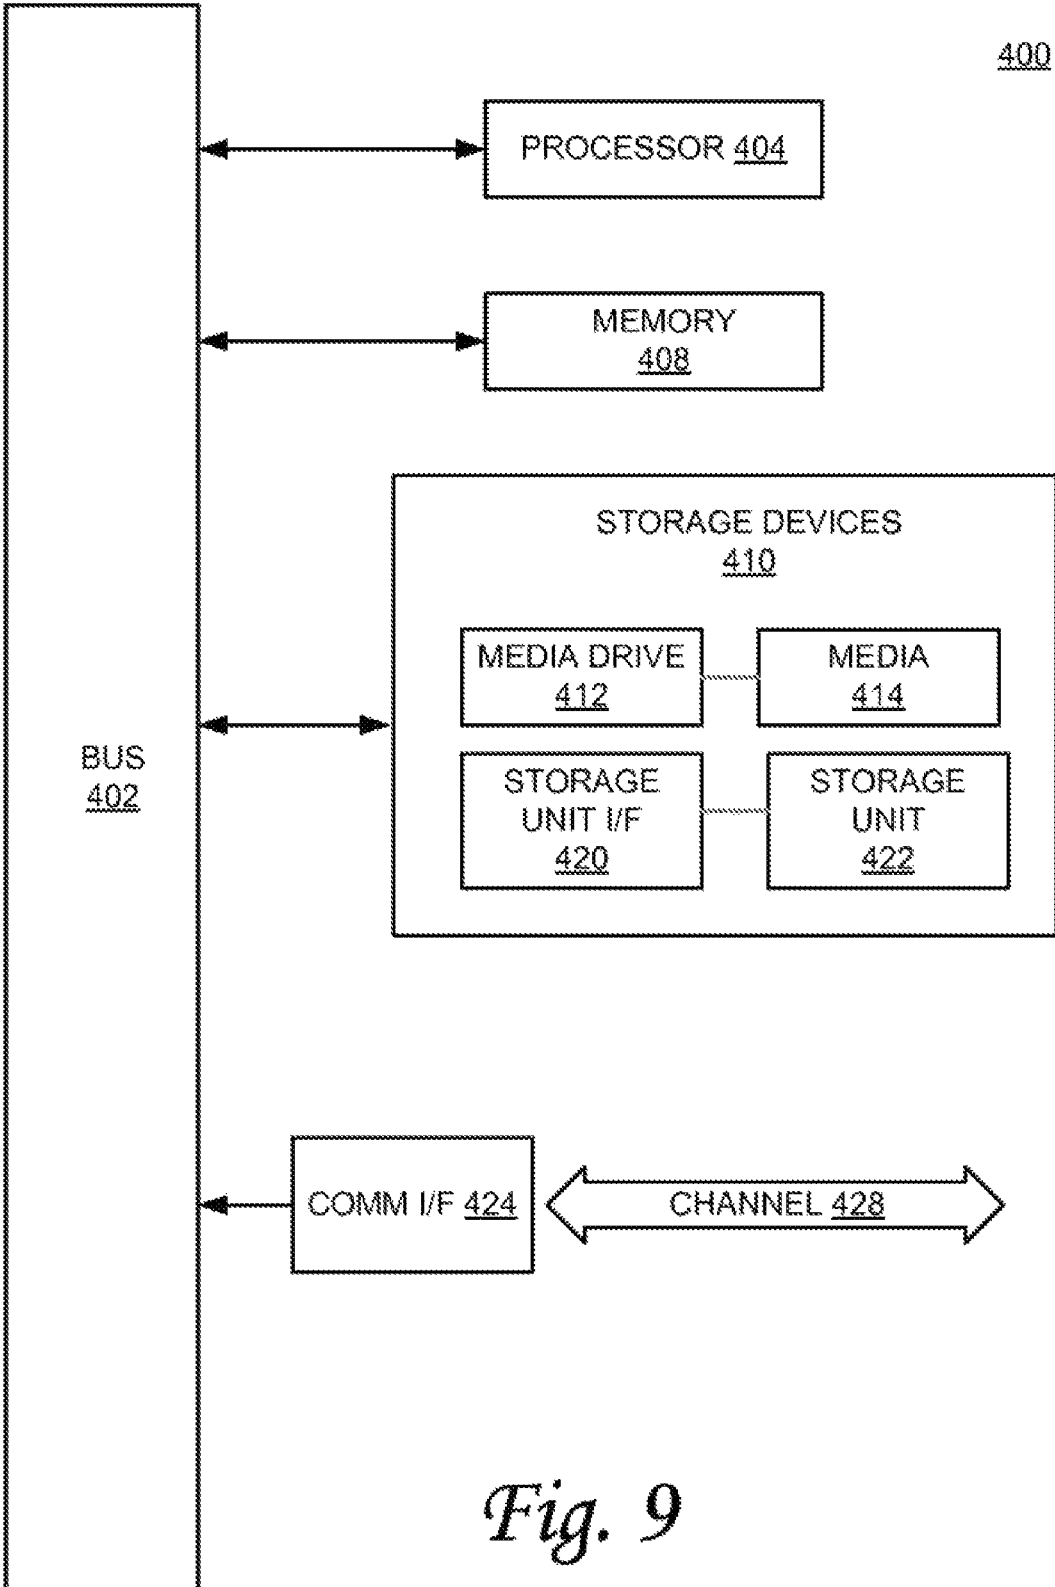 400
PROCESSOR 404
MEMORY
408
STORAGE DEVICES
410
MEDIA DRIVE
412
MEDIA
414
BUS
402
STORAGE
UNIT I/F
420
STORAGE
UNIT
422
COMM I/F 424
CHANNEL 428
Fig. 9